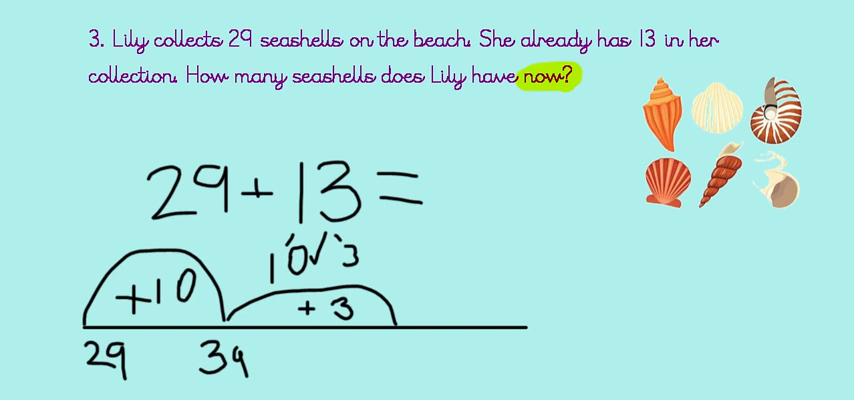 3. Lily collects 29 seashells on the beach. She already has 13 in her
collection. How many seashells does Lily have now?
29+13=
10 3
+10
+3
29 39